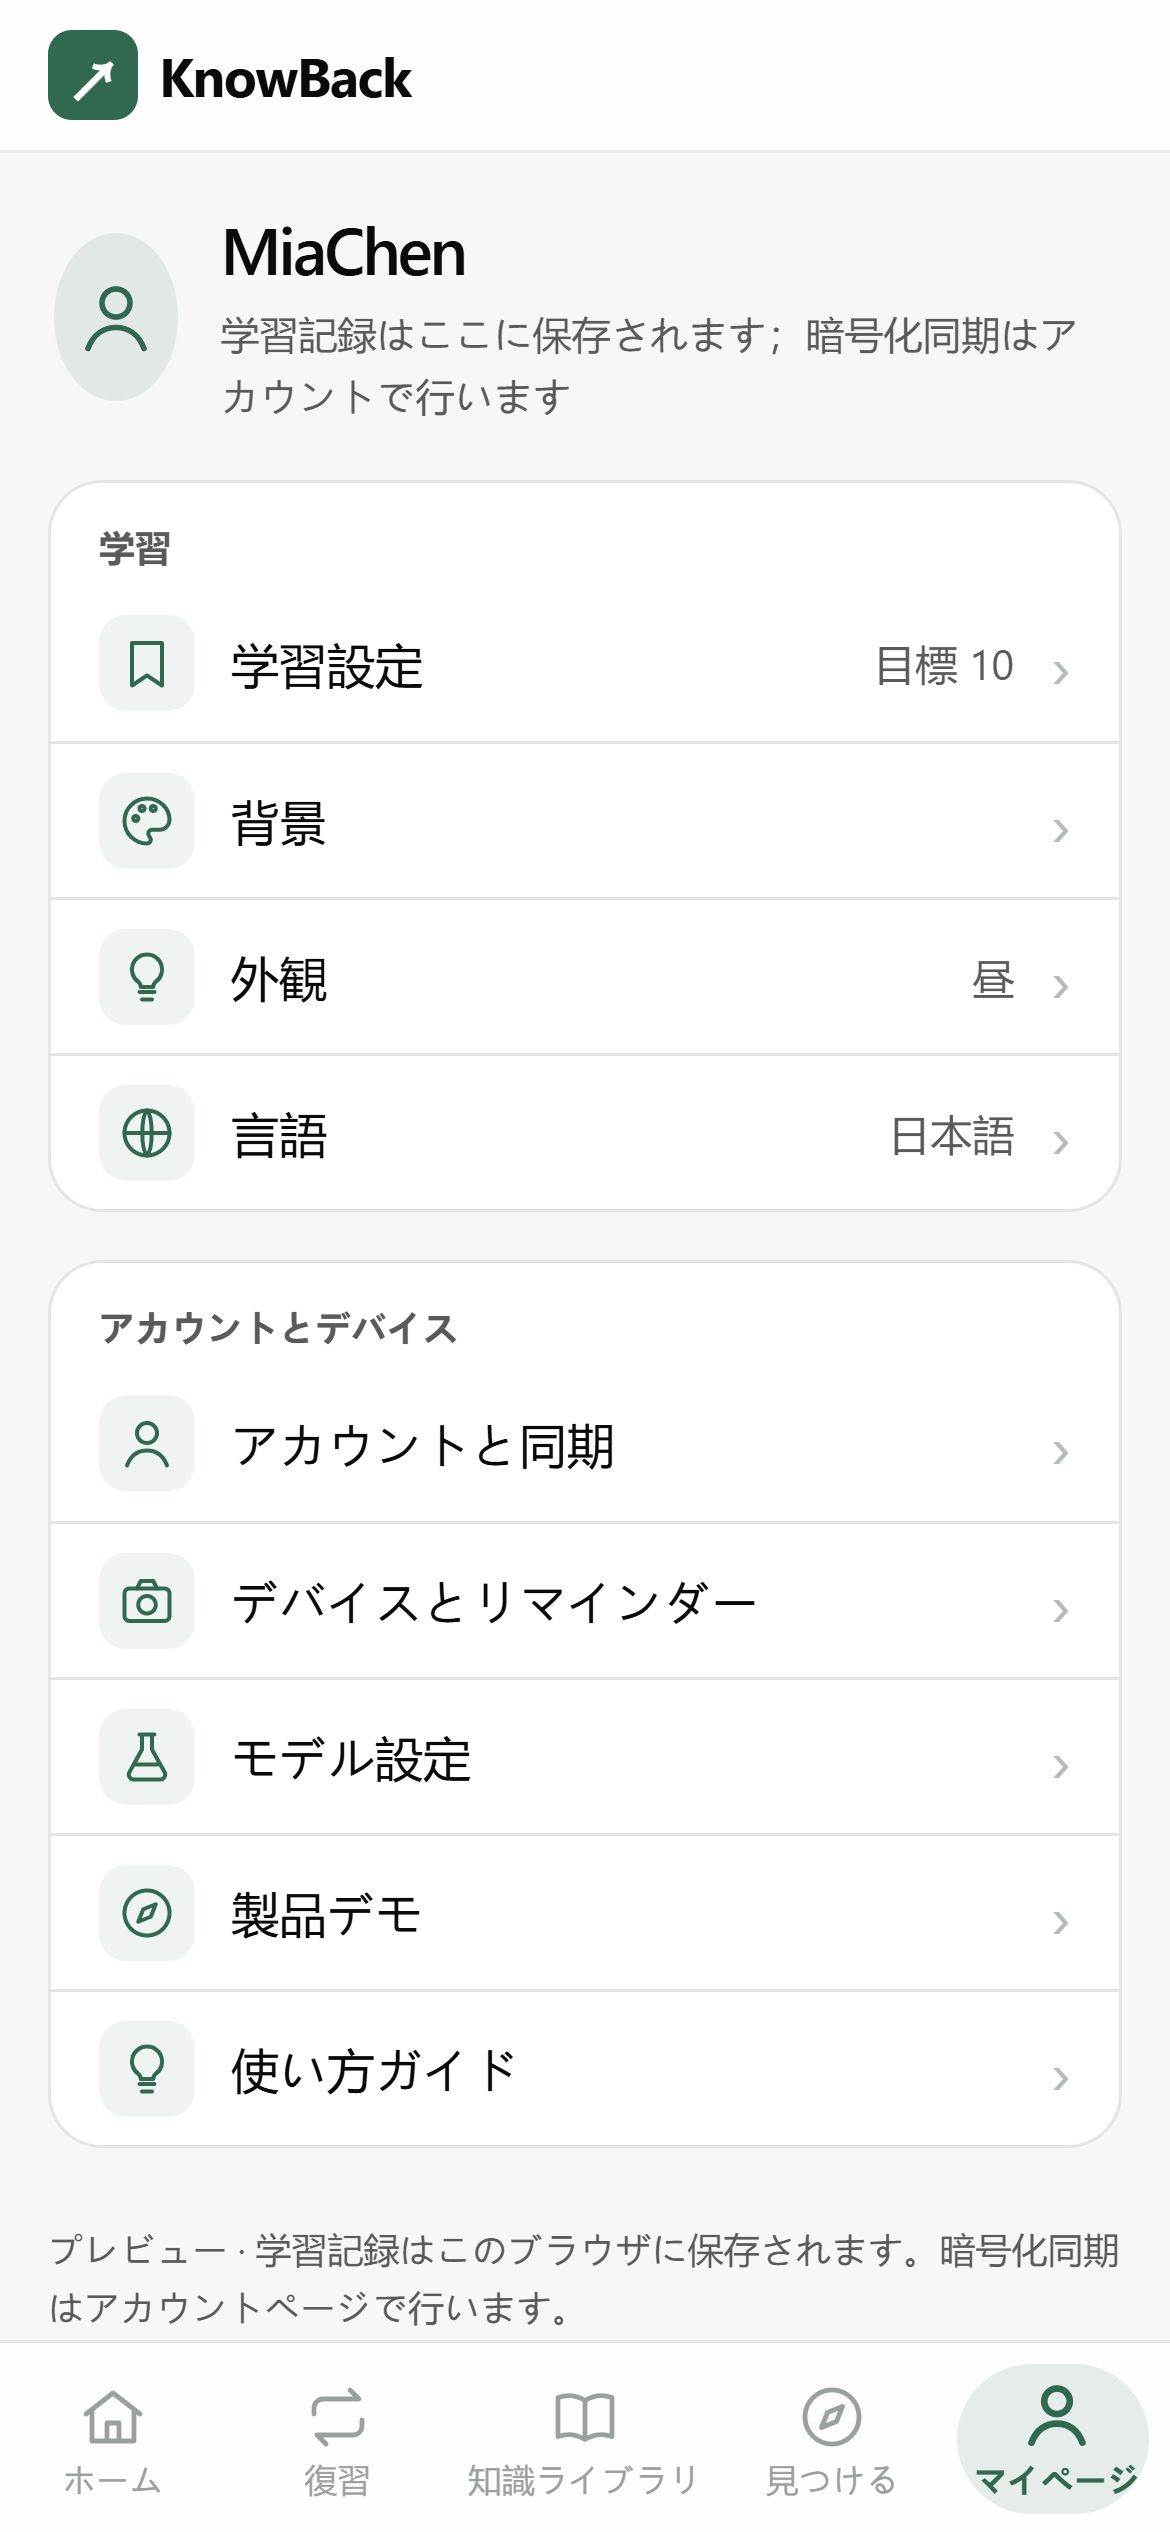 KnowBack
MiaChen
学習記録はここに保存されます；暗号化同期はア
カウントで行います
学習
学習設定
目標 10
背景
外観
昼
言語
日本語
アカウントとデバイス
アカウントと同期
デバイスとリマインダー
モデル設定
製品デモ
使い方ガイド
プレビュー · 学習記録はこのブラウザに保存されます。暗号化同期
はアカウントページで行います。
ホーム
復習
知識ライブラリ
見つける
マイページ